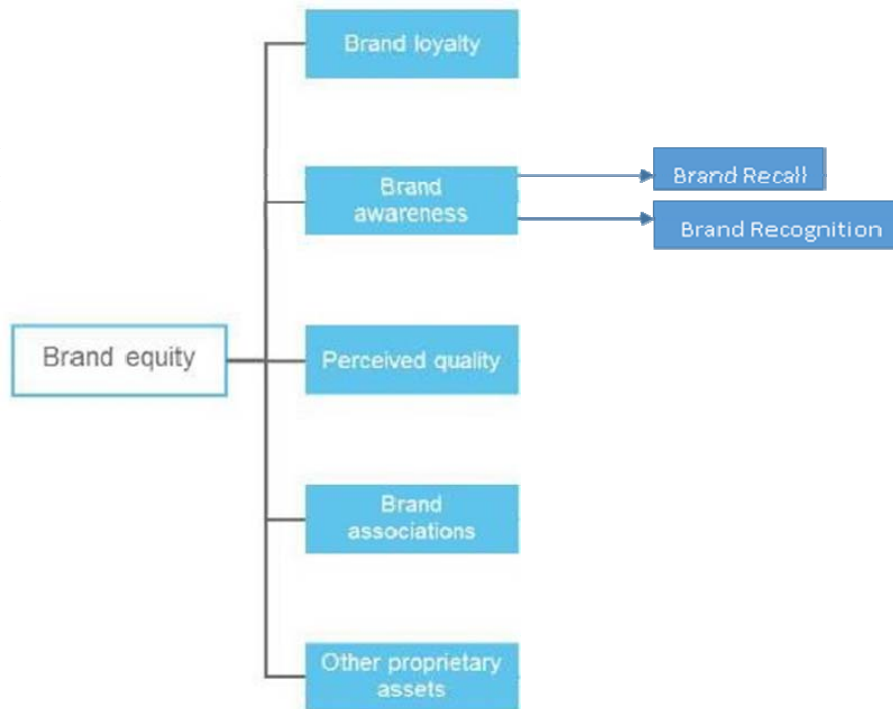 Brand loyalty
Brand Recall
Brand
awareness
Brand Recognition
Brand equity
Perceived quality
Brand
associations
Other proprietary
assets